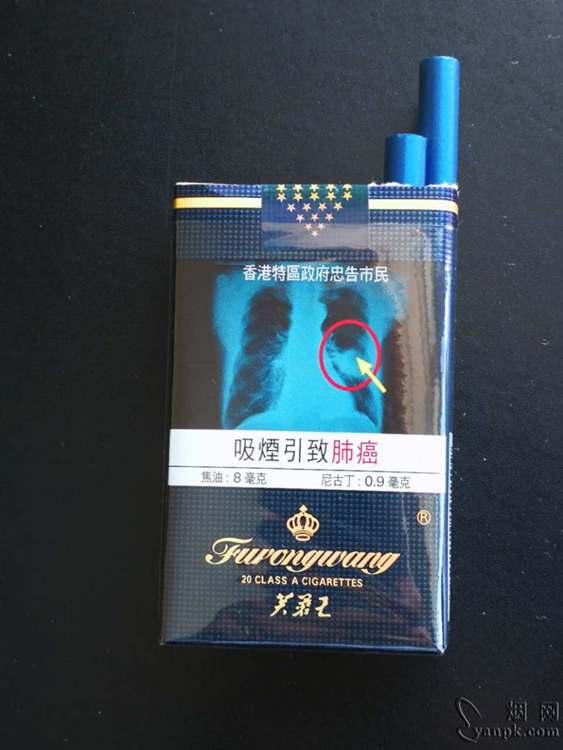 香港特區政府忠告市民
吸煙引致肺癌
焦油：8 毫克 尼古丁：0.9 毫克
®
Furongwang
20 CLASS A CIGARETTES
芙蓉王
烟网
yanpk.com